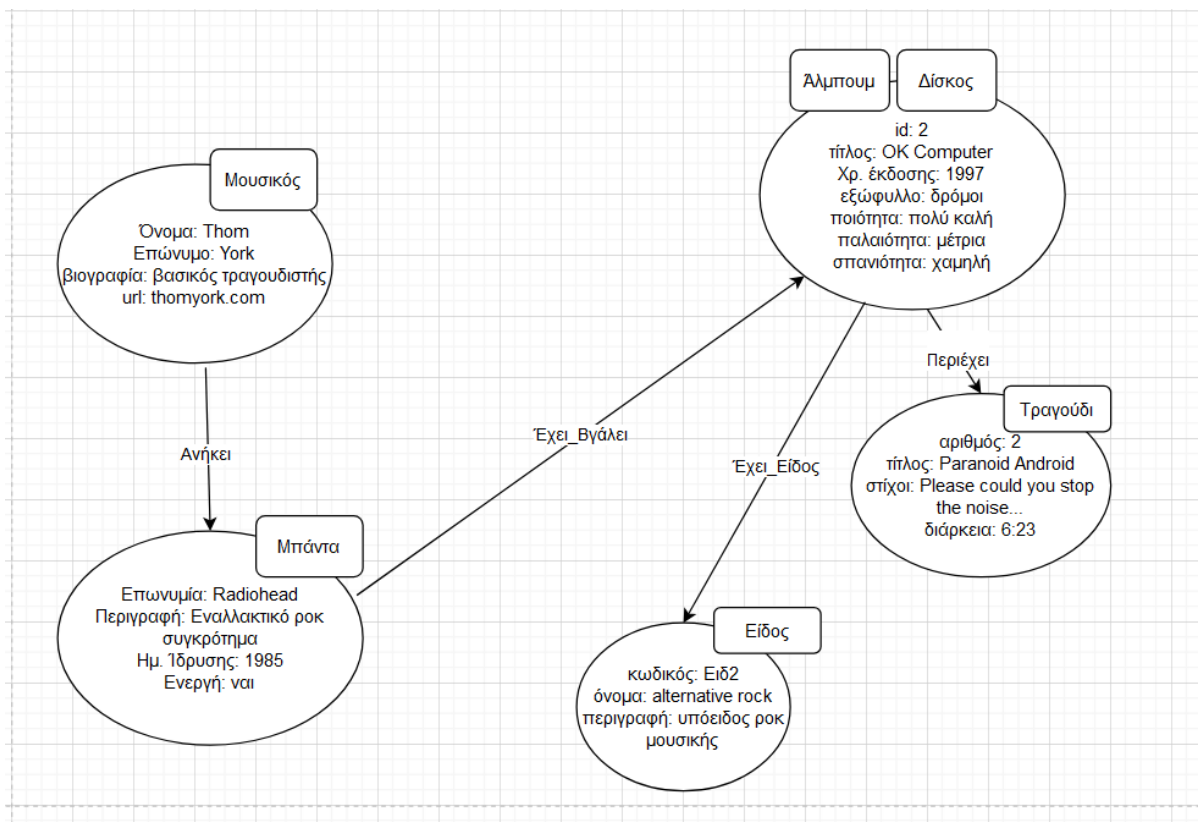 Άλμπουμ
Δίσκος
id: 2
τίτλος: OK Computer
Χρ. έκδοσης: 1997
εξώφυλλο: δρόμοι
ποιότητα: πολύ καλή
παλαιότητα: μέτρια
σπανιότητα: χαμηλή
Μουσικός
Όνομα: Thom
Επώνυμο: York
βιογραφία: βασικός τραγουδιστής
url: thomyork.com
Ανήκει
Έχει_Βγάλει
Έχει_Είδος
Περιέχει
Τραγούδι
αριθμός: 2
τίτλος: Paranoid Android
στίχοι: Please could you stop
the noise...
διάρκεια: 6:23
Μπάντα
Επωνυμία: Radiohead
Περιγραφή: Εναλλακτικό ροκ
συγκρότημα
Ημ. Ίδρυσης: 1985
Ενεργή: ναι
Είδος
κωδικός: Ειδ2
όνομα: alternative rock
περιγραφή: υπόειδος ροκ
μουσικής